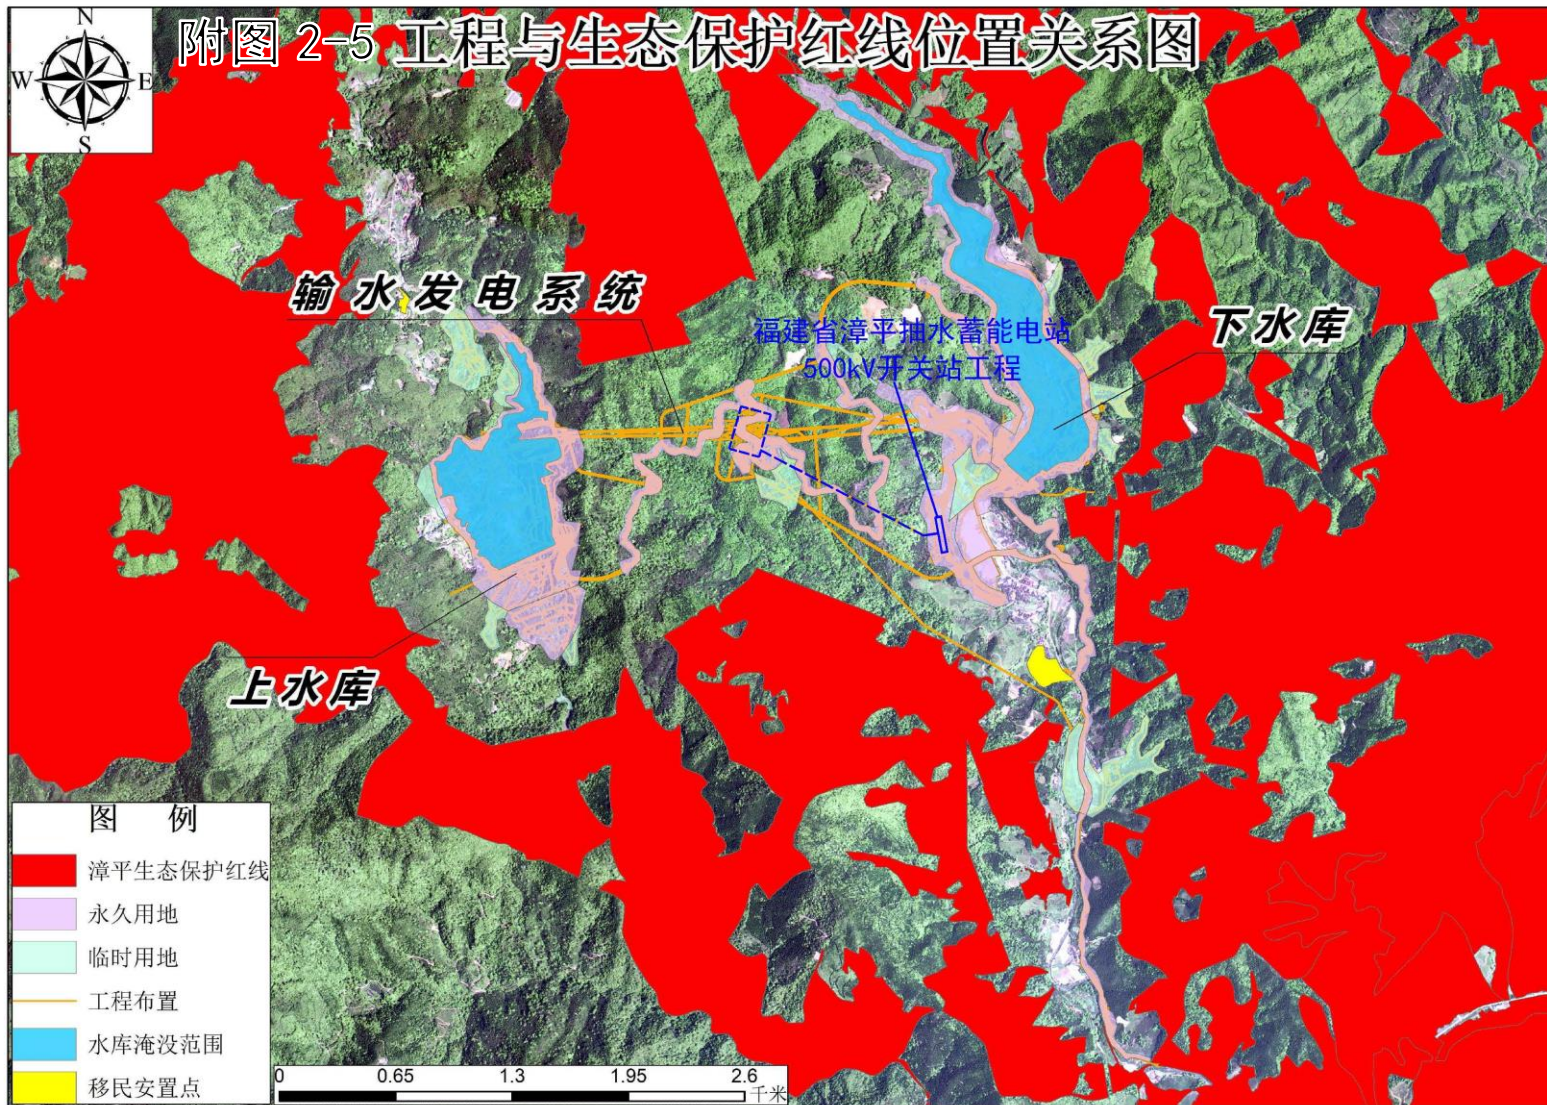 附图 2-5 工程与生态保护红线位置关系图
N
W
E
S
输水发电系统
福建省漳平抽水蓄能电站
500kV开关站工程
下水库
上水库
图 例
漳平生态保护红线
永久用地
临时用地
工程布置
水库淹没范围
移民安置点
0 0.65 1.3 1.95 2.6
千米